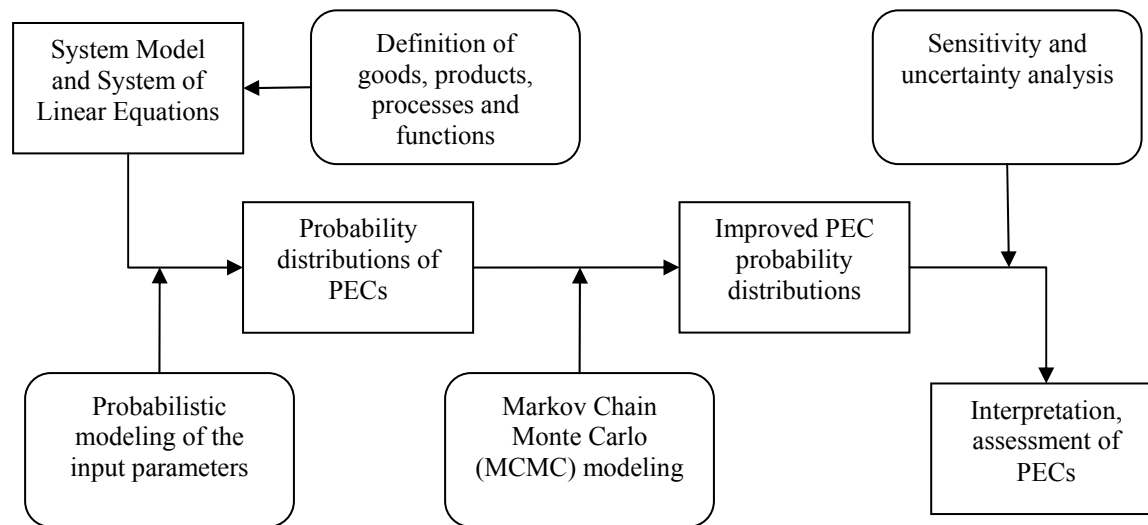 System Model
and System of
Linear Equations
Definition of
goods, products,
processes and
functions
Sensitivity and
uncertainty analysis
Probability
distributions of
PECs
Improved PEC
probability
distributions
Probabilistic
modeling of the
input parameters
Markov Chain
Monte Carlo
(MCMC) modeling
Interpretation,
assessment of
PECs